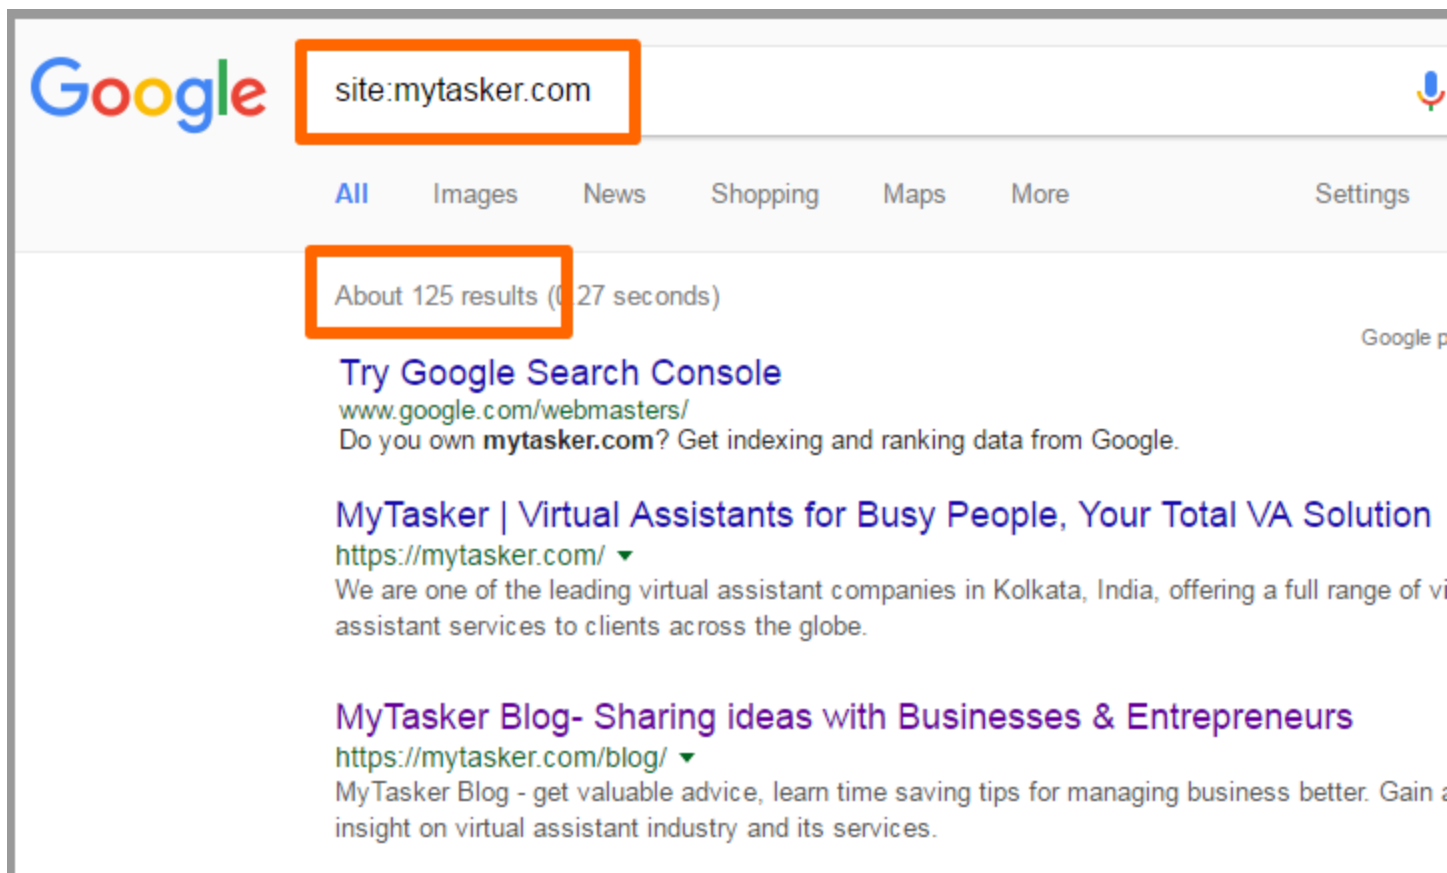 Google
site:mytasker.com
All Images News Shopping Maps More Settings
About 125 results (0.27 seconds)
Google
Try Google Search Console
www.google.com/webmasters/
Do you own mytasker.com? Get indexing and ranking data from Google.
MyTasker | Virtual Assistants for Busy People, Your Total VA Solution
https://mytasker.com/
We are one of the leading virtual assistant companies in Kolkata, India, offering a full range of
assistant services to clients across the globe.
MyTasker Blog- Sharing ideas with Businesses & Entrepreneurs
https://mytasker.com/blog/
MyTasker Blog - get valuable advice, learn time saving tips for managing business better. Gain
insight on virtual assistant industry and its services.